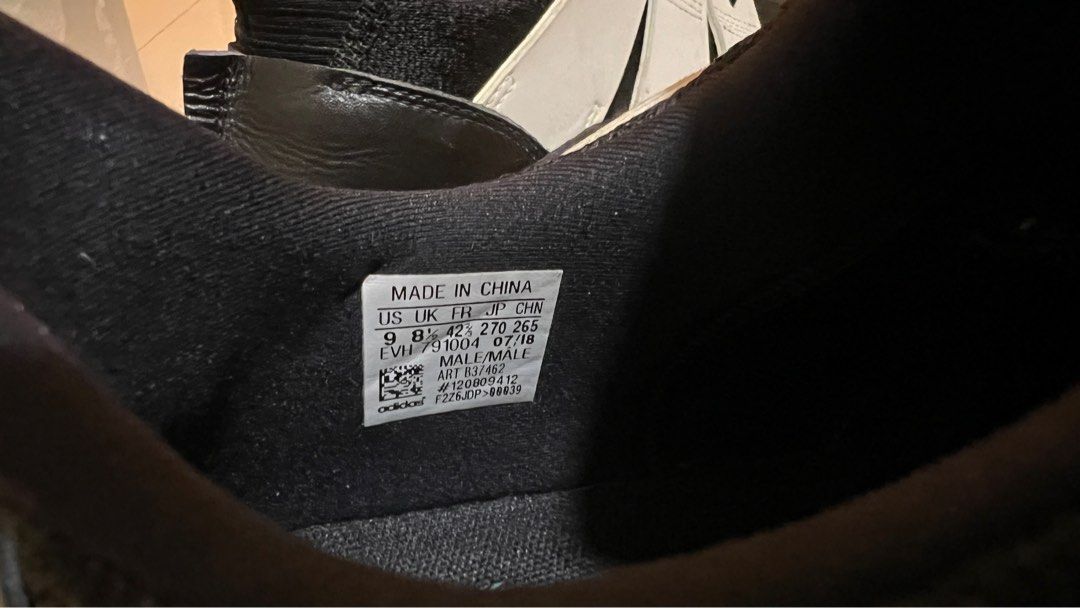 MADE IN CHINA
US UK FR JP CHN
9 8½ 42⅔ 270 265
EVH 791004 07/18
MALE/MÂLE
ART B37462
#120809412
adidas F2Z6JDP>00039